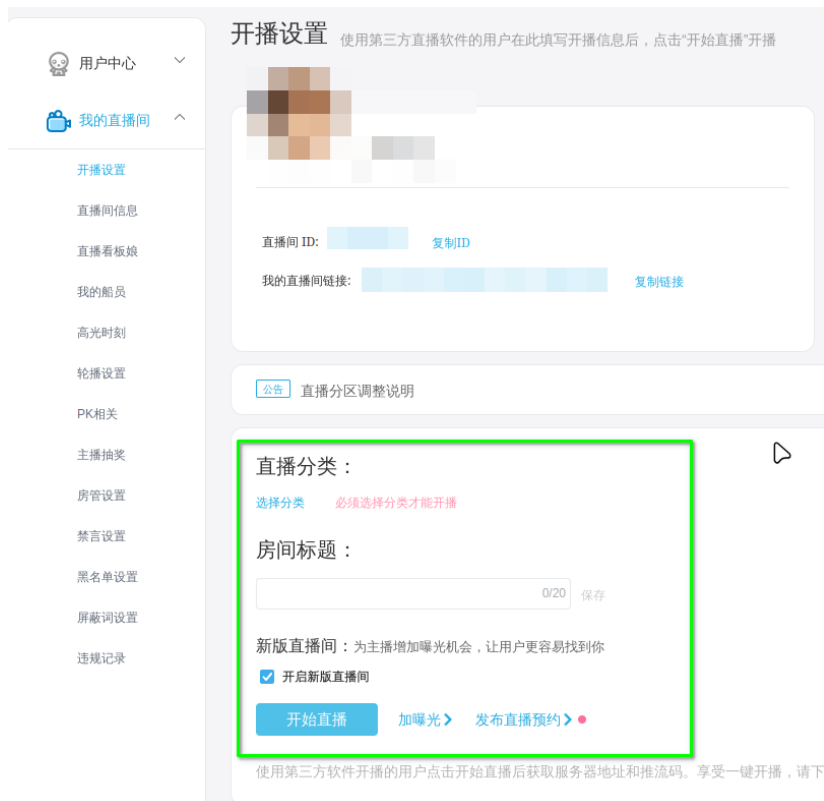 开播设置 使用第三方直播软件的用户在此填写开播信息后，点击“开始直播”开播
用户中心
我的直播间
开播设置
直播间信息
直播看板娘
我的船员
高光时刻
轮播设置
PK相关
主播抽奖
房管设置
禁言设置
黑名单设置
屏蔽词设置
违规记录
直播间 ID: 复制ID
我的直播间链接: 复制链接
公告 直播分区调整说明
直播分类：
选择分类 必须选择分类才能开播
房间标题：
0/20 保存
新版直播间：为主播增加曝光机会，让用户更容易找到你
开启新版直播间
开始直播 加曝光 发布直播预约
使用第三方软件开播的用户点击开始直播后获取服务器地址和推流码。享受一键开播，请下